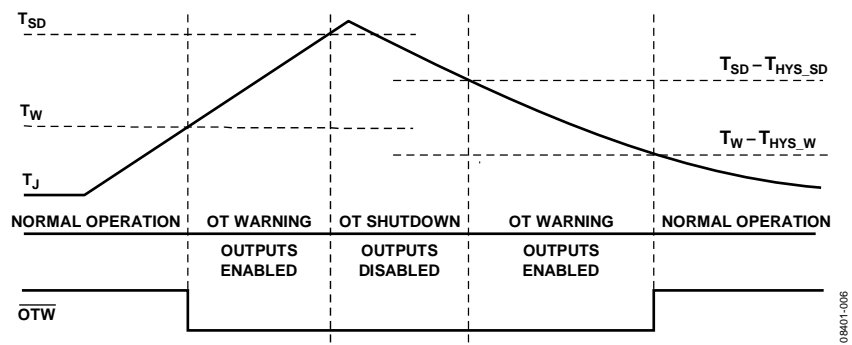 TSD
TSD – THYS_SD
TW
TW – THYS_W
TJ
NORMAL OPERATION OT WARNING OT SHUTDOWN OT WARNING NORMAL OPERATION
OUTPUTS ENABLED OUTPUTS DISABLED OUTPUTS ENABLED
OTW
08401-006